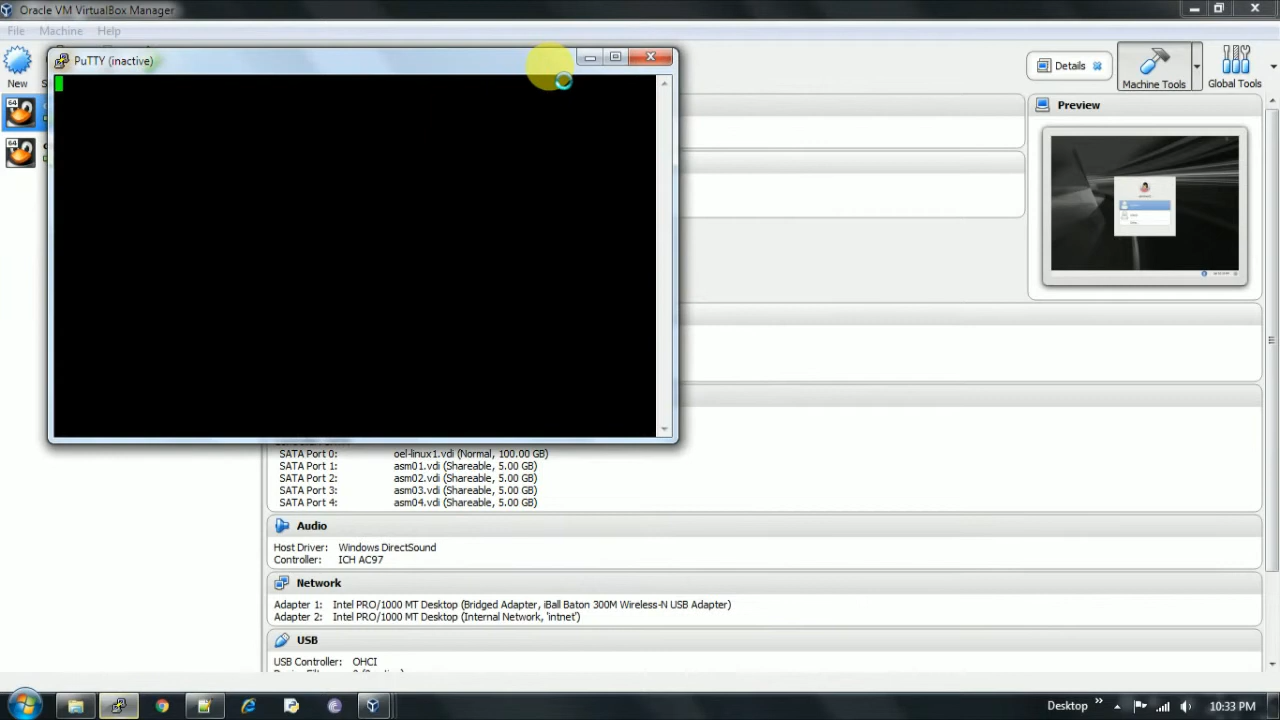 Oracle VM VirtualBox Manager
File Machine Help
PuTTY (inactive)
New
Details
Machine Tools
Global Tools
64
64
Preview
SATA Port 0: oel-linux1.vdi (Normal, 100.00 GB)
SATA Port 1: asm01.vdi (Shareable, 5.00 GB)
SATA Port 2: asm02.vdi (Shareable, 5.00 GB)
SATA Port 3: asm03.vdi (Shareable, 5.00 GB)
SATA Port 4: asm04.vdi (Shareable, 5.00 GB)
Audio
Host Driver: Windows DirectSound
Controller: ICH AC97
Network
Adapter 1: Intel PRO/1000 MT Desktop (Bridged Adapter, iBall Baton 300M Wireless-N USB Adapter)
Adapter 2: Intel PRO/1000 MT Desktop (Internal Network, 'intnet')
USB
USB Controller: OHCI
Desktop
10:33 PM